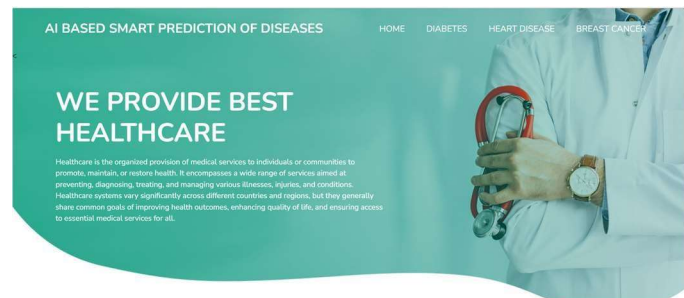 AI BASED SMART PREDICTION OF DISEASES
HOME DIABETES HEART DISEASE BREAST CANCER
<
WE PROVIDE BEST
HEALTHCARE
Healthcare is the organized provision of medical services to individuals or communities to
promote, maintain, or restore health. It encompasses a wide range of services aimed at
preventing, diagnosing, treating, and managing various illnesses, injuries, and conditions.
Healthcare systems vary significantly across different countries and regions, but they generally
share common goals of improving health outcomes, enhancing quality of life, and ensuring access
to essential medical services for all.